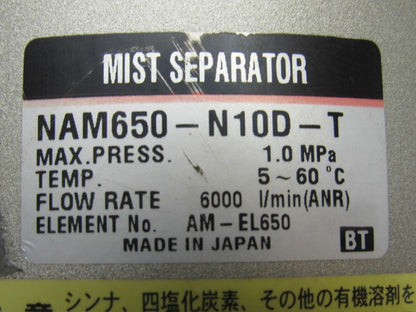 MIST SEPARATOR
NAM650-N10D-T
MAX.PRESS. 1.0 MPa
TEMP. 5~60 °C
FLOW RATE 6000 l/min(ANR)
ELEMENT No. AM-EL650
MADE IN JAPAN BT
意 シンナ、四塩化炭素、その他の有機溶剤を